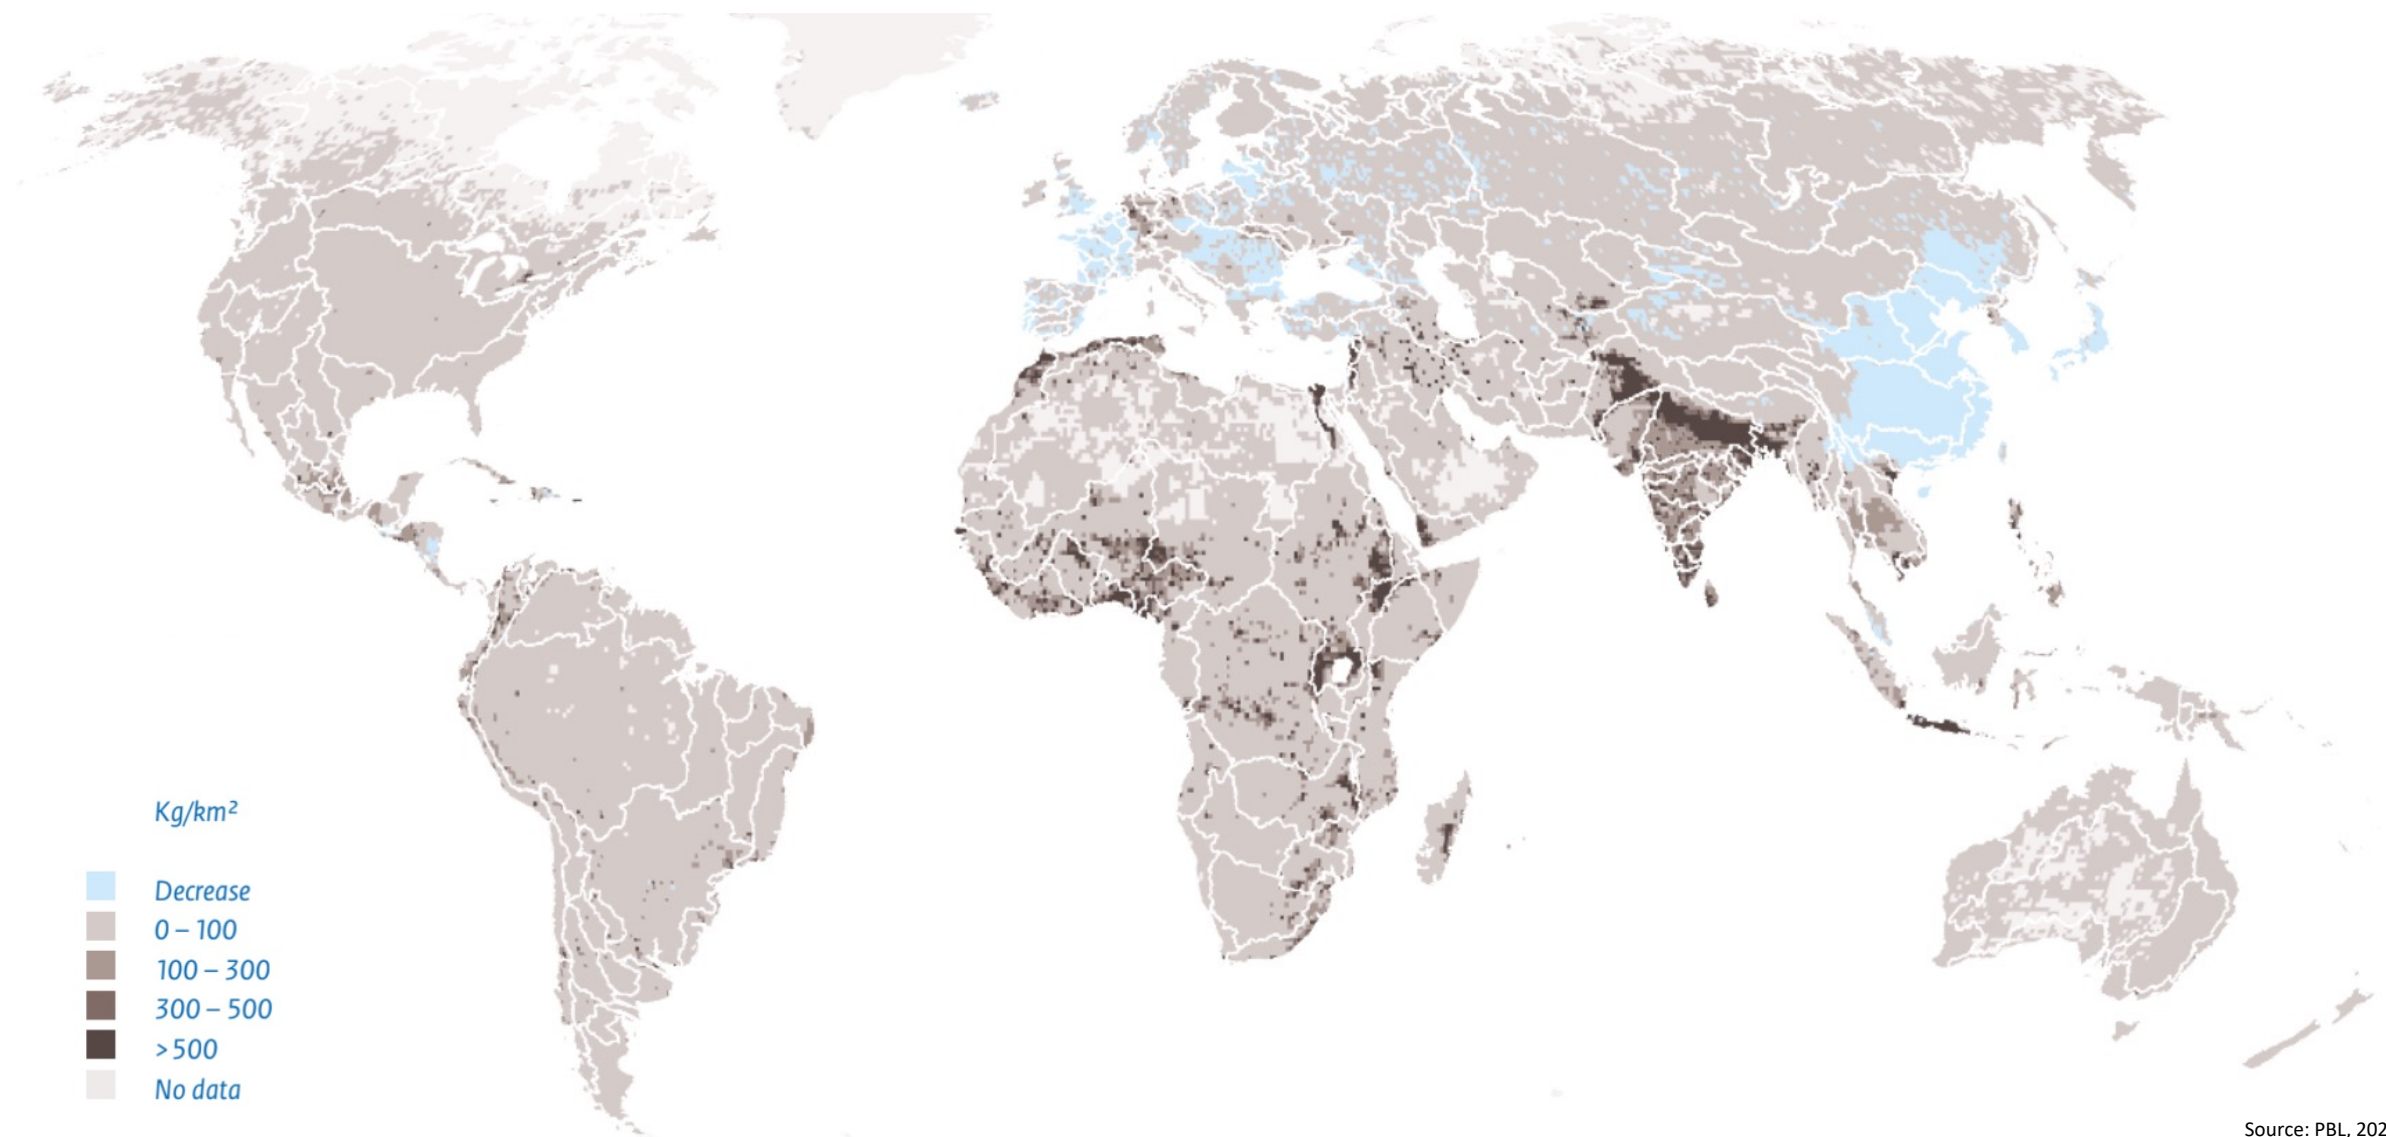 Kg/km²
Decrease
0 – 100
100 – 300
300 – 500
> 500
No data
Source: PBL, 202